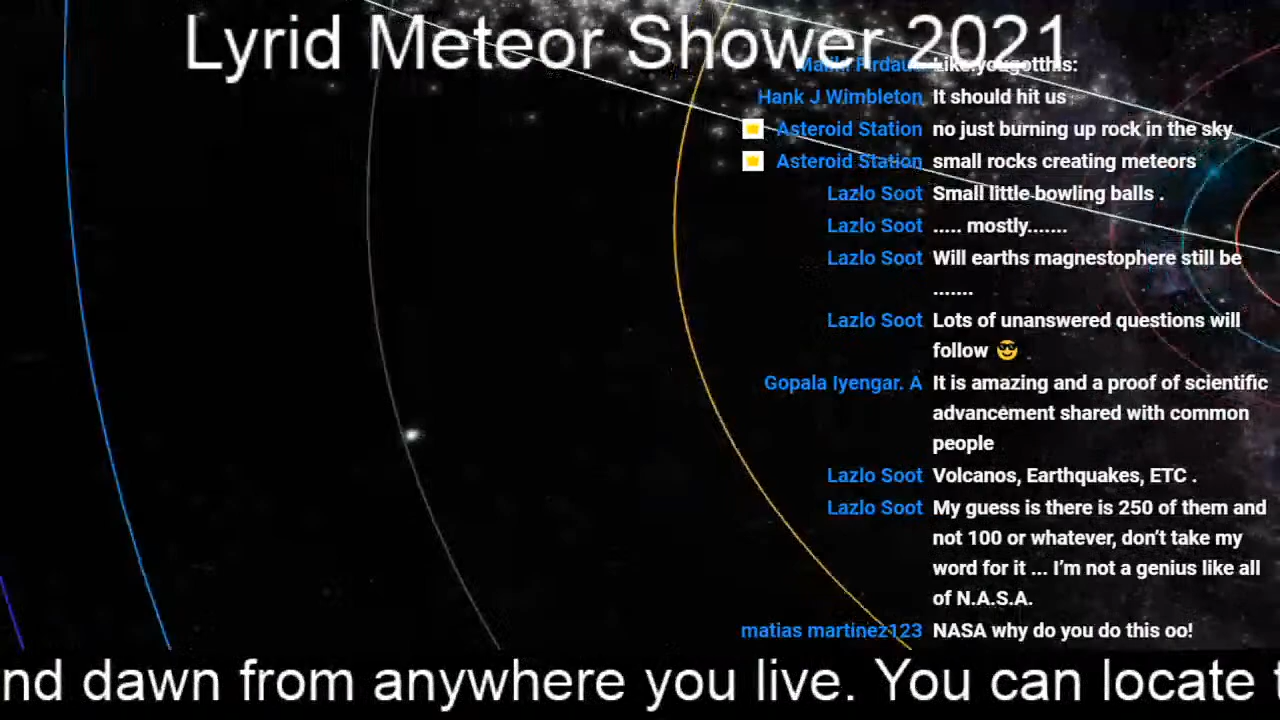 Lyrid Meteor Shower 2021
Malik Firdaus Like.yougotthis:
Hank J Wimbleton It should hit us
Asteroid Station no just burning up rock in the sky
Asteroid Station small rocks creating meteors
Lazlo Soot Small little bowling balls .
Lazlo Soot ..... mostly.......
Lazlo Soot Will earths magnestophere still be
.......
Lazlo Soot Lots of unanswered questions will
follow 😎
Gopala Iyengar. A It is amazing and a proof of scientific
advancement shared with common
people
Lazlo Soot Volcanos, Earthquakes, ETC .
Lazlo Soot My guess is there is 250 of them and
not 100 or whatever, don’t take my
word for it ... I’m not a genius like all
of N.A.S.A.
matias martinez123 NASA why do you do this oo!
nd dawn from anywhere you live. You can locate t